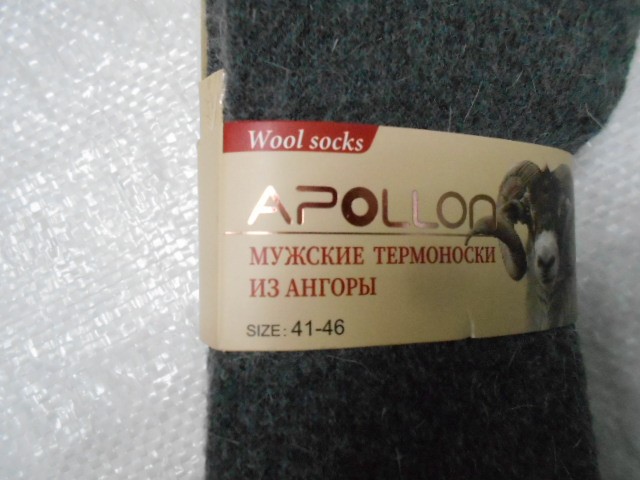 Wool socks
APOLLON
МУЖСКИЕ ТЕРМОНОСКИ
ИЗ АНГОРЫ
SIZE: 41-46